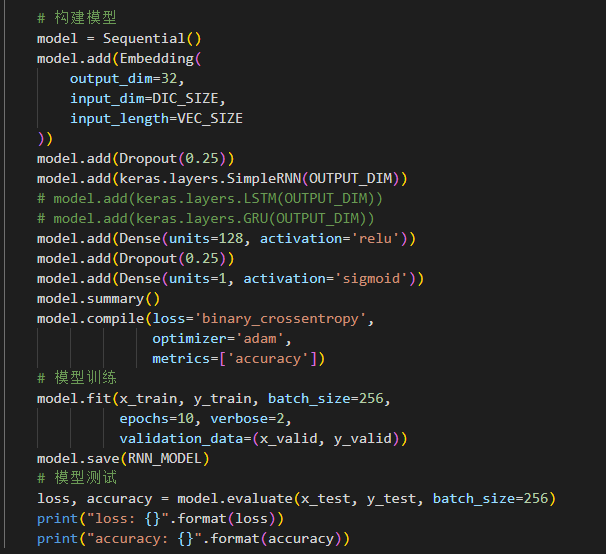 # 构建模型
model = Sequential()
model.add(Embedding(
    output_dim=32,
    input_dim=DIC_SIZE,
    input_length=VEC_SIZE
))
model.add(Dropout(0.25))
model.add(keras.layers.SimpleRNN(OUTPUT_DIM))
# model.add(keras.layers.LSTM(OUTPUT_DIM))
# model.add(keras.layers.GRU(OUTPUT_DIM))
model.add(Dense(units=128, activation='relu'))
model.add(Dropout(0.25))
model.add(Dense(units=1, activation='sigmoid'))
model.summary()
model.compile(loss='binary_crossentropy',
              optimizer='adam',
              metrics=['accuracy'])
# 模型训练
model.fit(x_train, y_train, batch_size=256,
          epochs=10, verbose=2,
          validation_data=(x_valid, y_valid))
model.save(RNN_MODEL)
# 模型测试
loss, accuracy = model.evaluate(x_test, y_test, batch_size=256)
print("loss: {}".format(loss))
print("accuracy: {}".format(accuracy))